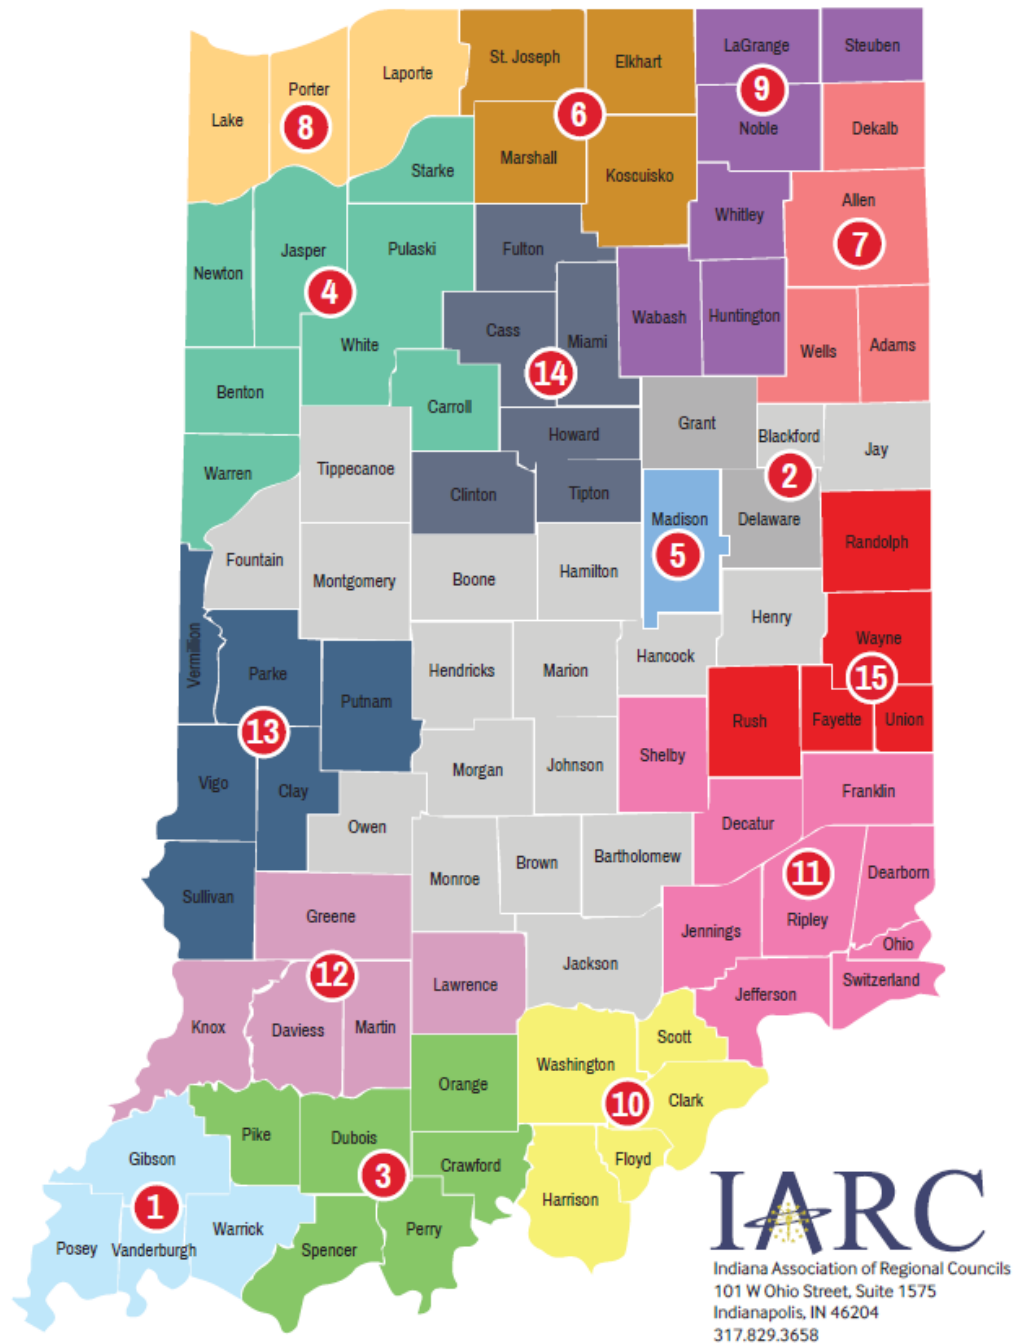 LaGrange
Steuben
St. Joseph
Elkhart
Laporte
Porter
Lake
8
6
9
Noble
Dekalb
Marshall
Koscuisko
Starke
Allen
Whitley
7
Newton
Jasper
Pulaski
Fulton
4
Wabash
Huntington
Cass
Miami
White
Wells
Adams
14
Benton
Carroll
Grant
Blackford
Jay
Howard
Warren
Tippecanoe
2
Clinton
Tipton
Madison
Delaware
Randolph
5
Fountain
Montgomery
Boone
Hamilton
Henry
Wayne
Vermillion
Parke
Putnam
Hendricks
Marion
Hancock
15
13
Rush
Fayette
Union
Vigo
Clay
Morgan
Johnson
Shelby
Franklin
Owen
Decatur
Monroe
Brown
Bartholomew
11
Dearborn
Sullivan
Greene
Ripley
Jennings
Ohio
12
Lawrence
Jackson
Jefferson
Switzerland
Knox
Daviess
Martin
Scott
Washington
Orange
10
Clark
Pike
Dubois
Gibson
3
Crawford
Floyd
1
Harrison
Posey
Vanderburgh
Warrick
Spencer
Perry
IARC
Indiana Association of Regional Councils
101 W Ohio Street, Suite 1575
Indianapolis, IN 46204
317.829.3658